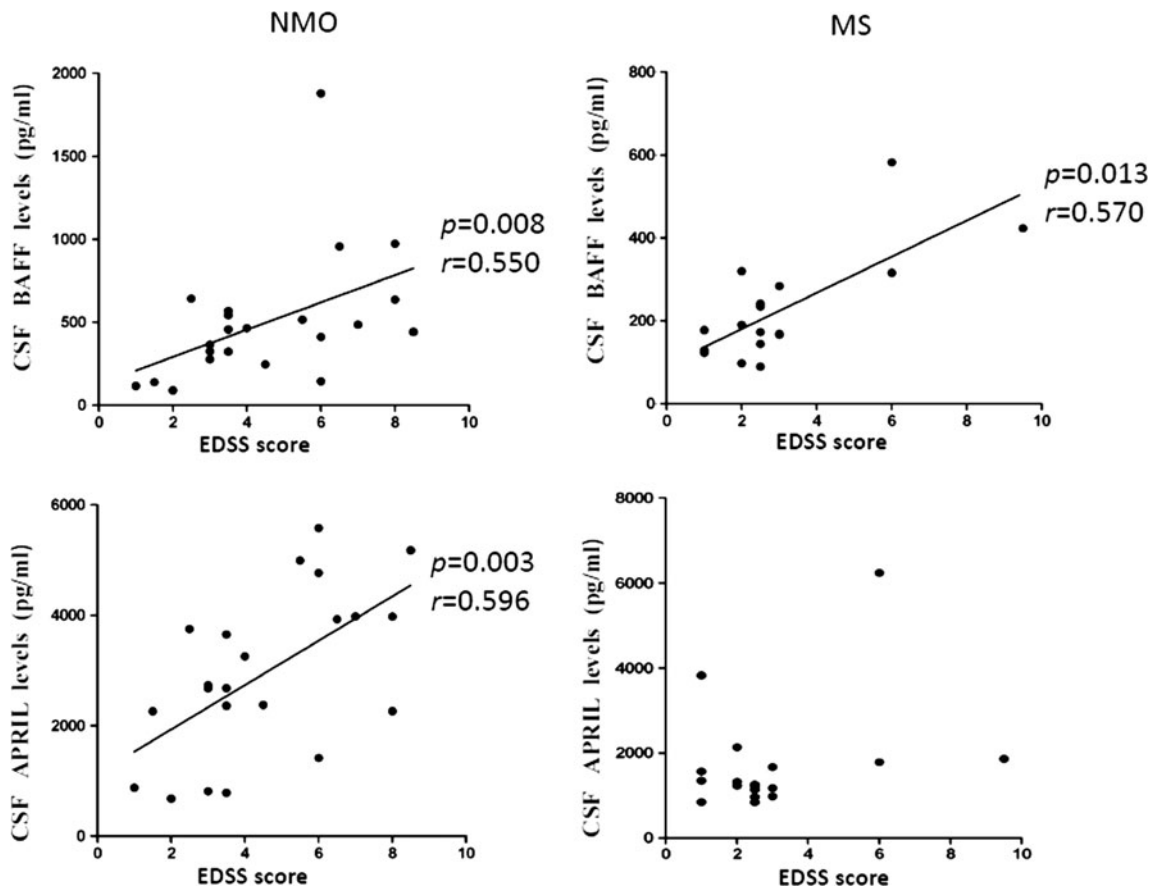 NMO
MS
CSF BAFF levels (pg/ml)
2000
1500
1000
500
0
0 2 4 6 8 10
EDSS score
p=0.008
r=0.550
CSF BAFF levels (pg/ml)
800
600
400
200
0
0 2 4 6 8 10
EDSS score
p=0.013
r=0.570
CSF APRIL levels (pg/ml)
6000
4000
2000
0
0 2 4 6 8 10
EDSS score
p=0.003
r=0.596
CSF APRIL levels (pg/ml)
8000
6000
4000
2000
0
0 2 4 6 8 10
EDSS score